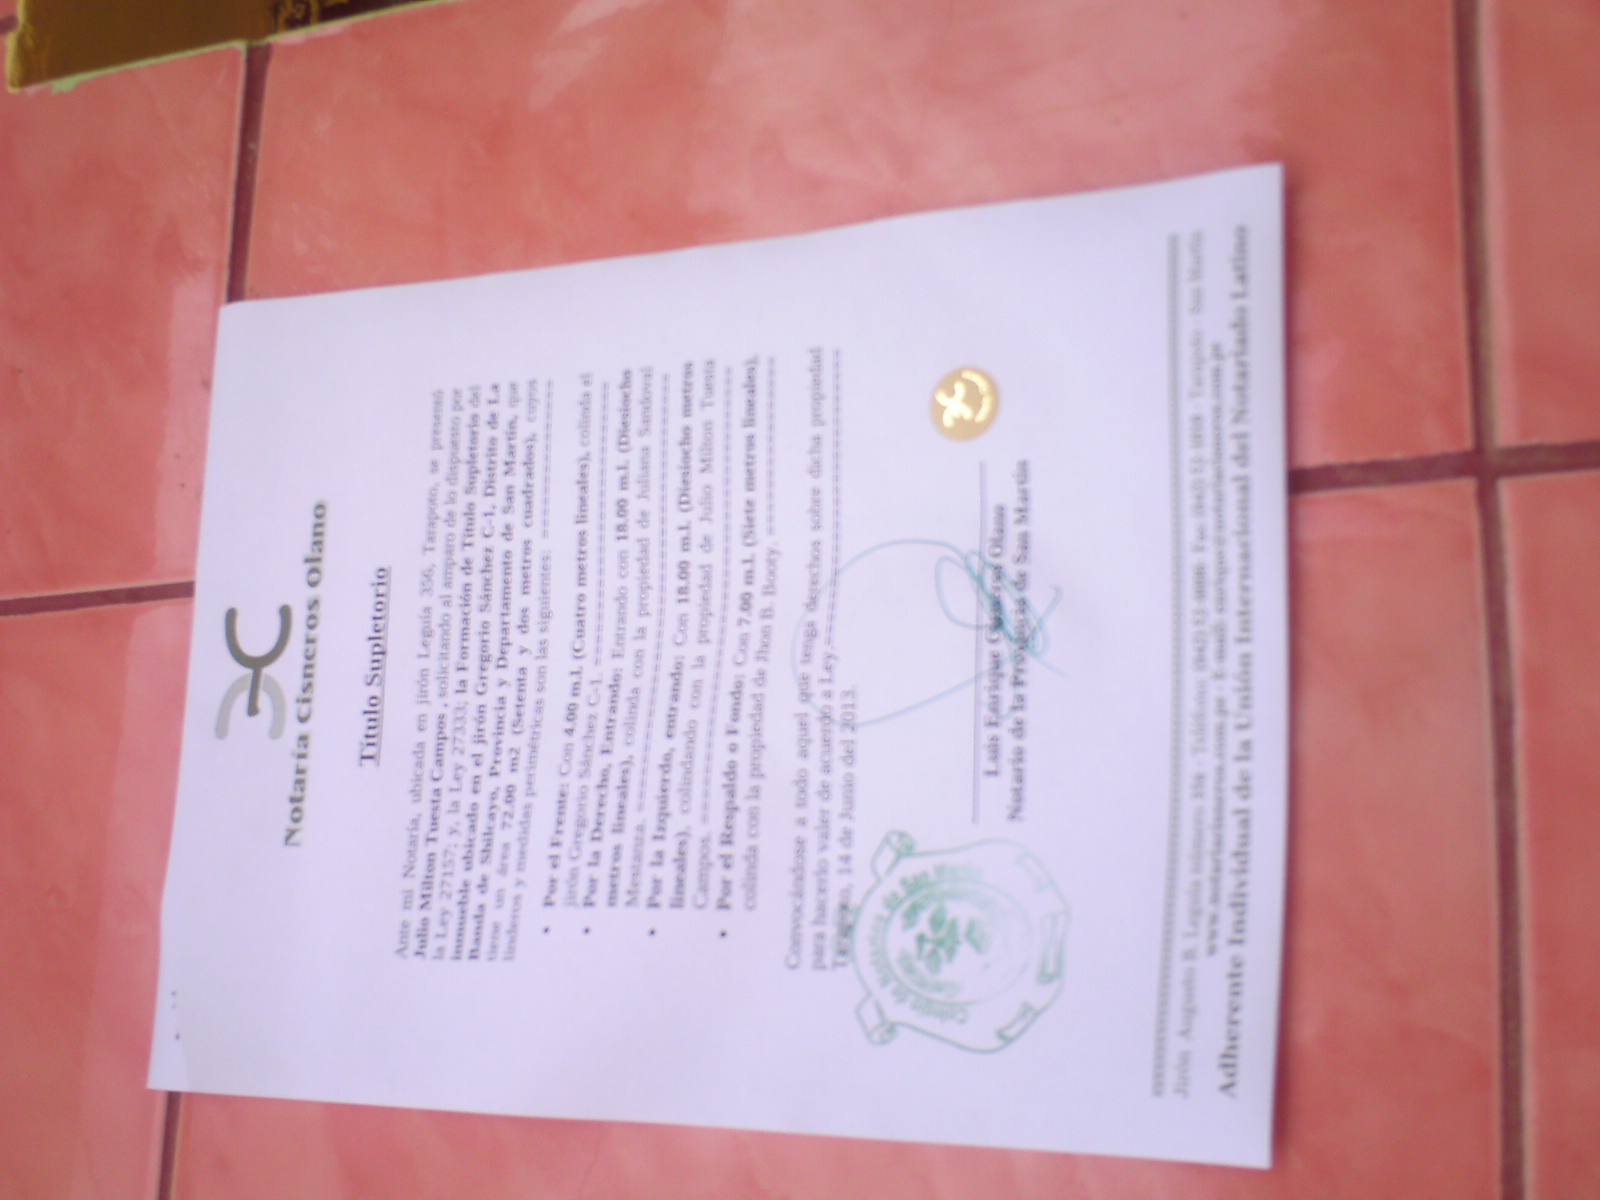 Notaría Cisneros Olano
Título Supletorio
Ante mi Notaría, ubicada en jirón Leguía 356, Tarapoto, se presentó
Julio Milton Tuesta Campos , solicitando al amparo de lo dispuesto por
la Ley 27157; y, la Ley 27333; la Formación de Título Supletorio del
inmueble ubicado en el jirón Gregorio Sánchez C-1, Distrito de La
Banda de Shilcayo, Provincia y Departamento de San Martín, que
tiene un área 72.00 m2 (Setenta y dos metros cuadrados), cuyos
linderos y medidas perimétricas son las siguientes: --------------------
• Por el Frente: Con 4.00 m.l. (Cuatro metros lineales), colinda el
jirón Gregorio Sánchez C-1. --------------------
• Por la Derecho, Entrando: Entrando con 18.00 m.l. (Diesiocho
metros lineales), colinda con la propiedad de Juliana Sandoval
Mestanza. --------------------
• Por la Izquierdo, entrando: Con 18.00 m.l. (Diesiocho metros
lineales), colindando con la propiedad de Julio Milton Tuesta
Campos. --------------------
• Por el Respaldo o Fondo: Con 7.00 m.l. (Siete metros lineales),
colinda con la propiedad de Jhon B. Booty. --------------------
Convocándose a todo aquel que tenga derechos sobre dicha propiedad
para hacerlo valer de acuerdo a Ley.--------------------
Tarapoto, 14 de Junio del 2013.
Luis Enrique Cisneros Olano
Notario de la Provincia de San Martín
Colegio de Notarios de San Martín
Jirón Augusto B. Leguía número 356 - Teléfono: (042) 52 Fax (042) 52 - Tarapoto - San Martín
www.notariacisneros.com.pe E-mail:
Adherente Individual de la Unión Internacional del Notariado Latino